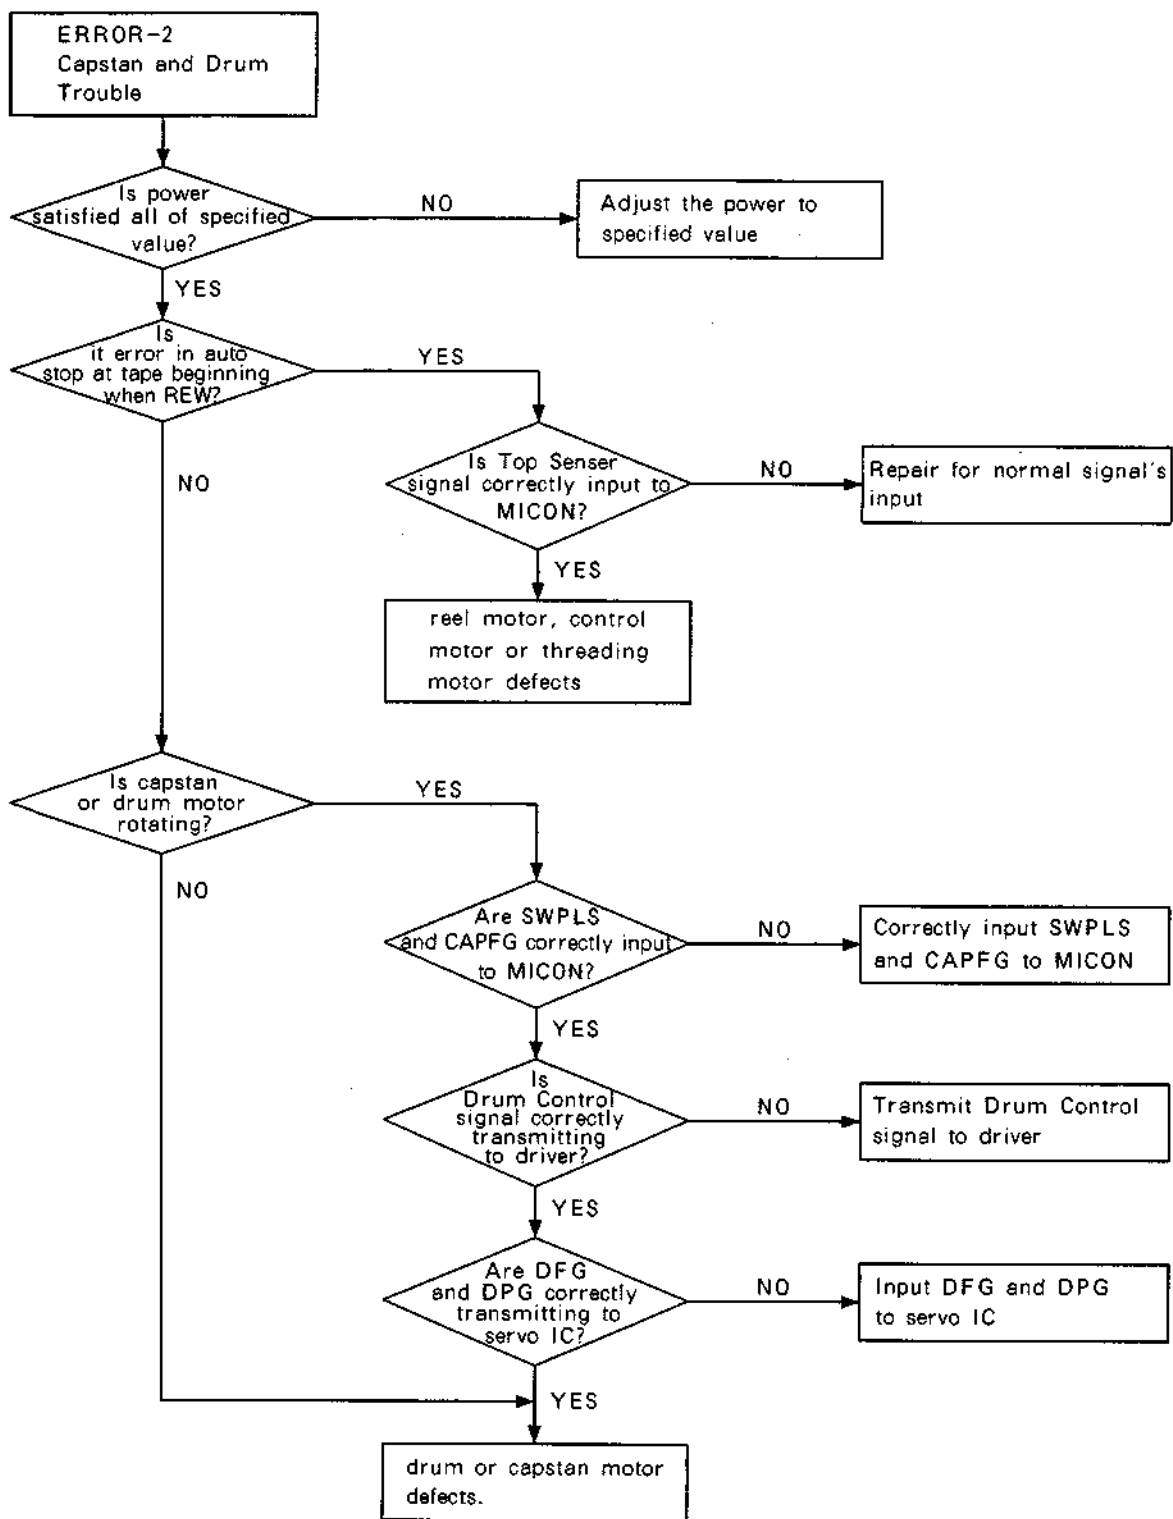 ERROR-2
Capstan and Drum
Trouble
Is power
satisfied all of specified
value?
NO
Adjust the power to
specified value
YES
Is
it error in auto
stop at tape beginning
when REW?
YES
NO
Is Top Senser
signal correctly input to
MICON?
NO
Repair for normal signal's
input
YES
reel motor, control
motor or threading
motor defects
Is capstan
or drum motor
rotating?
YES
NO
Are SWPLS
and CAPFG correctly input
to MICON?
NO
Correctly input SWPLS
and CAPFG to MICON
YES
Is
Drum Control
signal correctly
transmitting
to driver?
NO
Transmit Drum Control
signal to driver
YES
Are DFG
and DPG correctly
transmitting to
servo IC?
NO
Input DFG and DPG
to servo IC
YES
drum or capstan motor
defects.